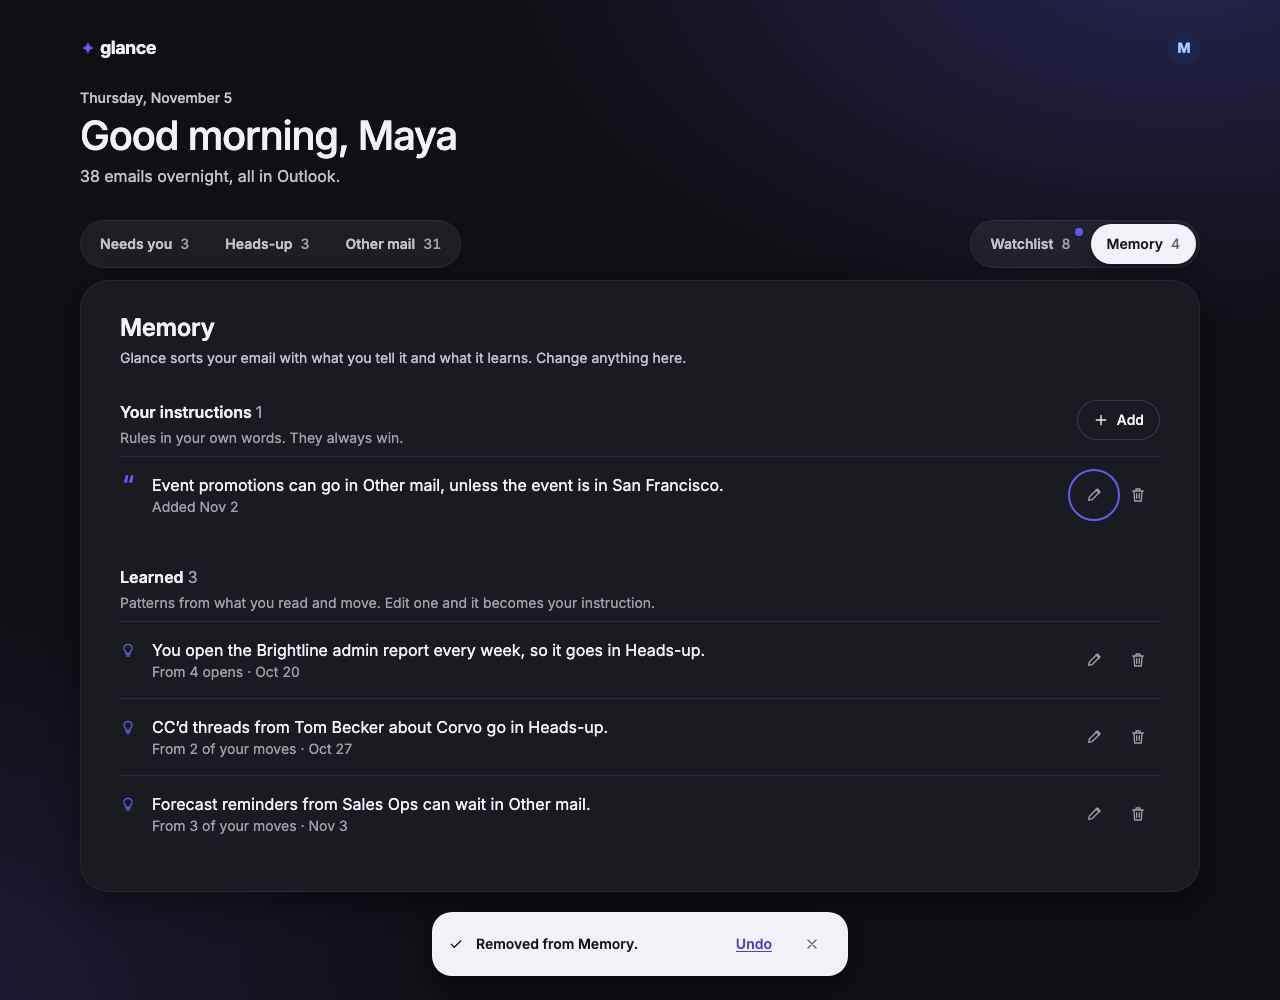 glance
M
Thursday, November 5
Good morning, Maya
38 emails overnight, all in Outlook.
Needs you 3 Heads-up 3 Other mail 31 Watchlist 8 Memory 4
Memory
Glance sorts your email with what you tell it and what it learns. Change anything here.
Your instructions 1
Add
Rules in your own words. They always win.
Event promotions can go in Other mail, unless the event is in San Francisco.
Added Nov 2
Learned 3
Patterns from what you read and move. Edit one and it becomes your instruction.
You open the Brightline admin report every week, so it goes in Heads-up.
From 4 opens · Oct 20
CC’d threads from Tom Becker about Corvo go in Heads-up.
From 2 of your moves · Oct 27
Forecast reminders from Sales Ops can wait in Other mail.
From 3 of your moves · Nov 3
Removed from Memory. Undo